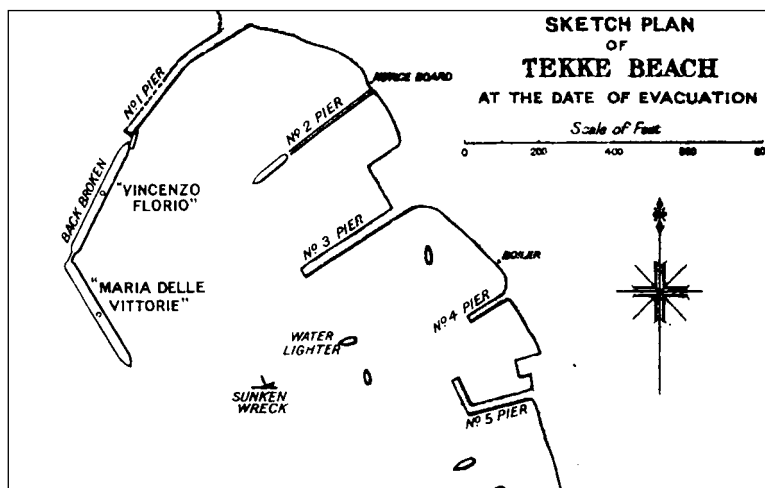 SKETCH PLAN
OF
TEKKE BEACH
AT THE DATE OF EVACUATION
Scale of Feet
0 200 400 600 80
No 1 PIER
NOTICE BOARD
No 2 PIER
BACK BROKEN
"VINCENZO
FLORIO"
No 3 PIER
"MARIA DELLE
VITTORIE"
BOILER
No 4 PIER
WATER
LIGHTER
SUNKEN
WRECK
No 5 PIER